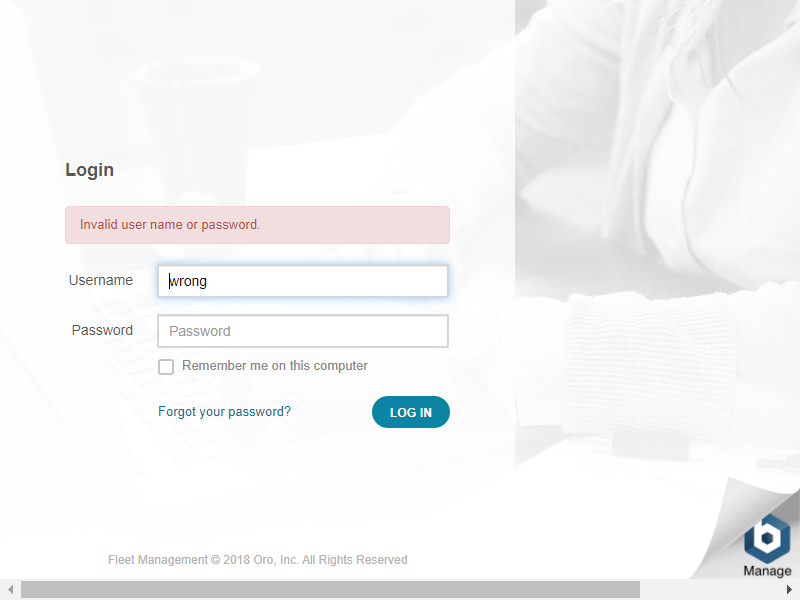 Login
Invalid user name or password.
Username
wrong
Password
Password
Remember me on this computer
Forgot your password?
LOG IN
Fleet Management © 2018 Oro, Inc. All Rights Reserved
Manage